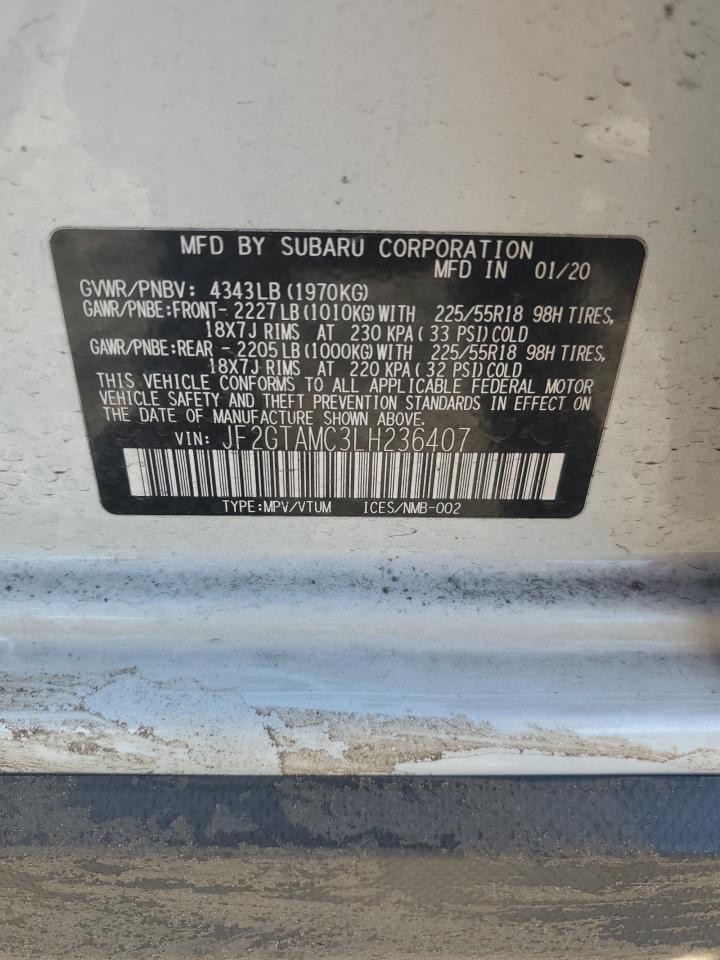 MFD BY SUBARU CORPORATION
MFD IN 01/20
GVWR/PNBV: 4343LB (1970KG)
GAWR/PNBE:FRONT- 2227LB (1010KG) WITH 225/55R18 98H TIRES,
18X7J RIMS AT 230 KPA ( 33 PSI) COLD
GAWR/PNBE:REAR - 2205LB (1000KG) WITH 225/55R18 98H TIRES,
18X7J RIMS AT 220 KPA ( 32 PSI) COLD
THIS VEHICLE CONFORMS TO ALL APPLICABLE FEDERAL MOTOR
VEHICLE SAFETY AND THEFT PREVENTION STANDARDS IN EFFECT ON
THE DATE OF MANUFACTURE SHOWN ABOVE.
VIN: JF2GTAMC3LH236407
TYPE:MPV/VTUM ICES/NMB-002